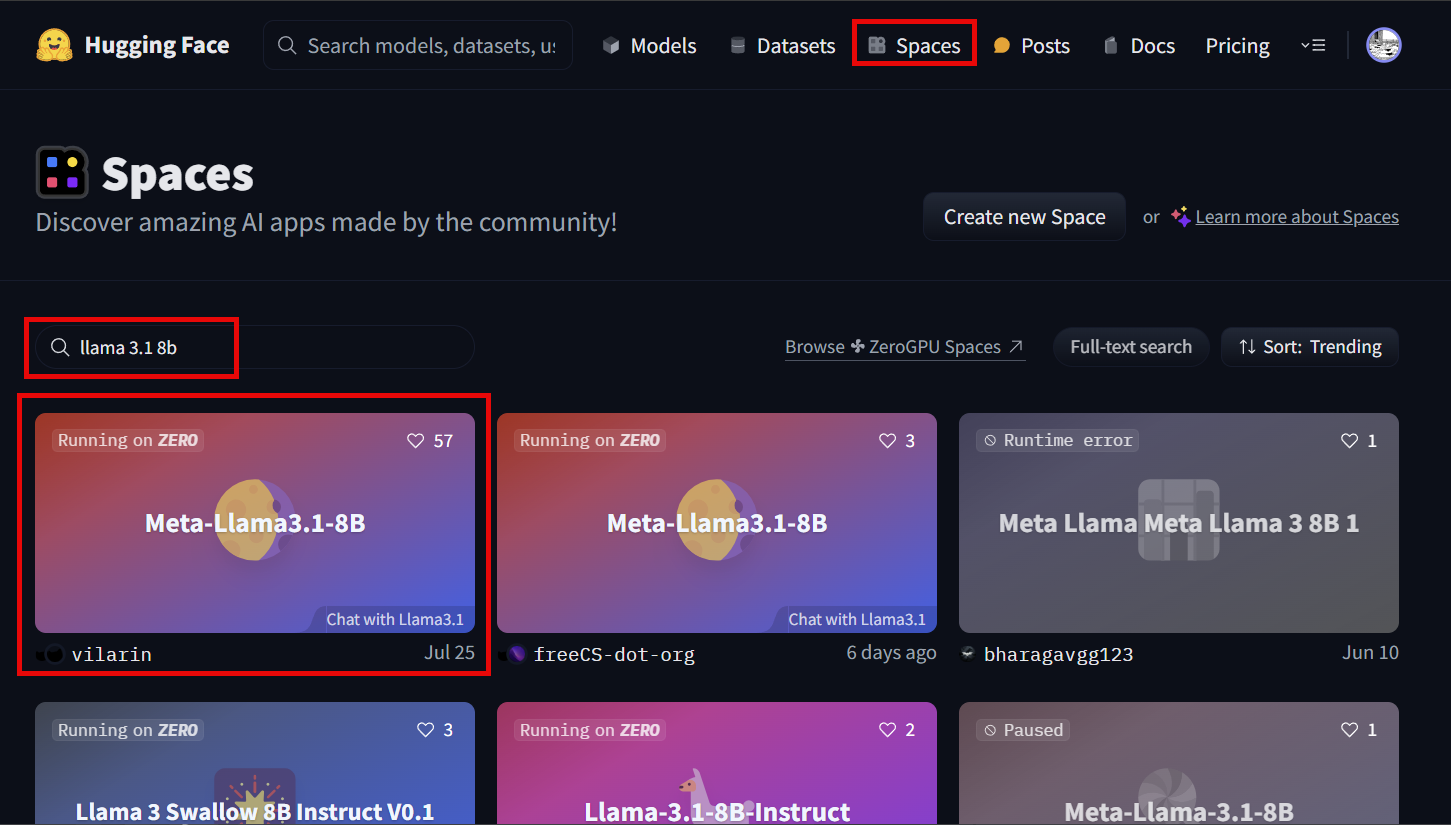 Hugging Face
Search models, datasets, us
Models
Datasets
Spaces
Posts
Docs
Pricing
Spaces
Discover amazing AI apps made by the community!
Create new Space
or
Learn more about Spaces
llama 3.1 8b
Browse ZeroGPU Spaces
Full-text search
Sort: Trending
Running on ZERO
57
Meta-Llama3.1-8B
Chat with Llama3.1
vilarin
Jul 25
Running on ZERO
3
Meta-Llama3.1-8B
Chat with Llama3.1
freeCS-dot-org
6 days ago
Runtime error
1
Meta Llama Meta Llama 3 8B 1
bharagavgg123
Jun 10
Running on ZERO
3
Llama 3 Swallow 8B Instruct V0.1
Running on ZERO
2
Llama-3.1-8B-Instruct
Paused
1
Meta-Llama-3.1-8B